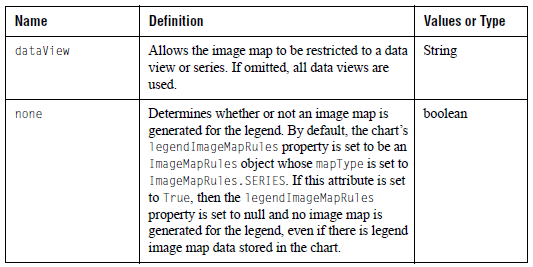 Name Definition Values or Type
dataView Allows the image map to be restricted to a data String
view or series. If omitted, all data views are
used.
none Determines whether or not an image map is boolean
generated for the legend. By default, the chart’s
legendImageMapRules property is set to be an
ImageMapRules object whose mapType is set to
ImageMapRules.SERIES. If this attribute is set
to True, then the legendImageMapRules
property is set to null and no image map is
generated for the legend, even if there is legend
image map data stored in the chart.